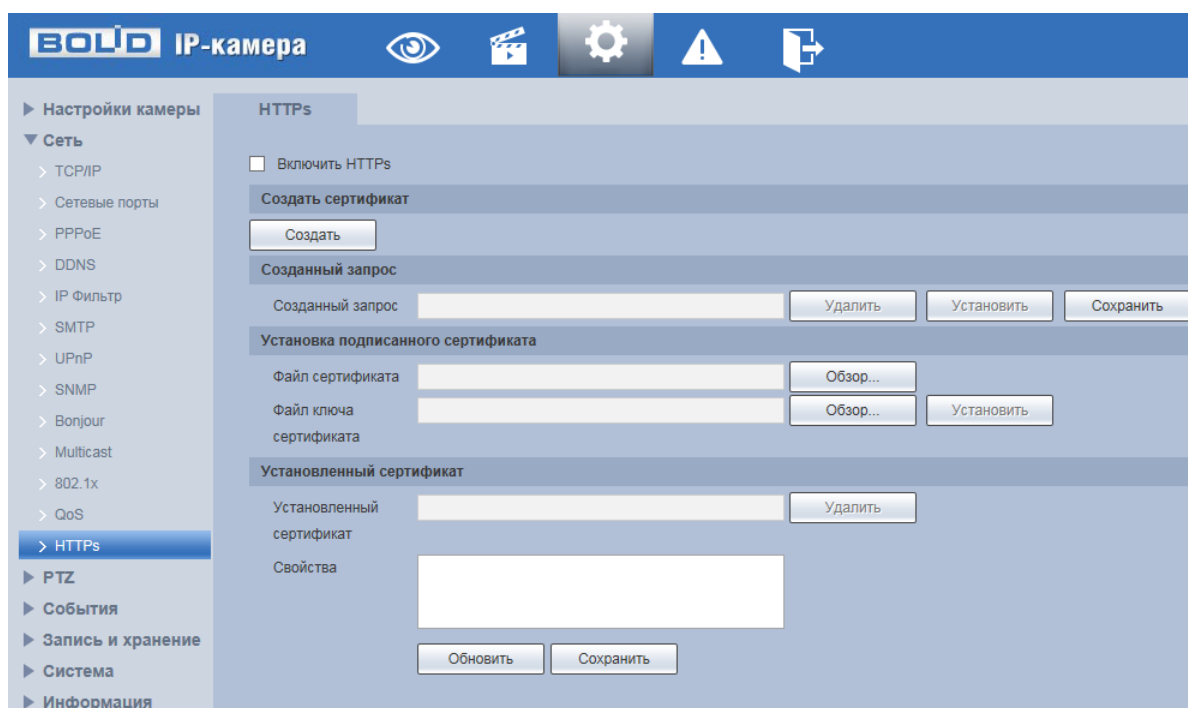 BOLID IP-камера
Настройки камеры
Сеть
TCP/IP
Сетевые порты
PPPoE
DDNS
IP Фильтр
SMTP
UPnP
SNMP
Bonjour
Multicast
802.1x
QoS
HTTPs
PTZ
События
Запись и хранение
Система
Информация
HTTPs
Включить HTTPs
Создать сертификат
Создать
Созданный запрос
Созданный запрос Удалить Установить Сохранить
Установка подписанного сертификата
Файл сертификата Обзор...
Файл ключа Обзор... Установить
сертификата
Установленный сертификат
Установленный Удалить
сертификат
Свойства
Обновить Сохранить